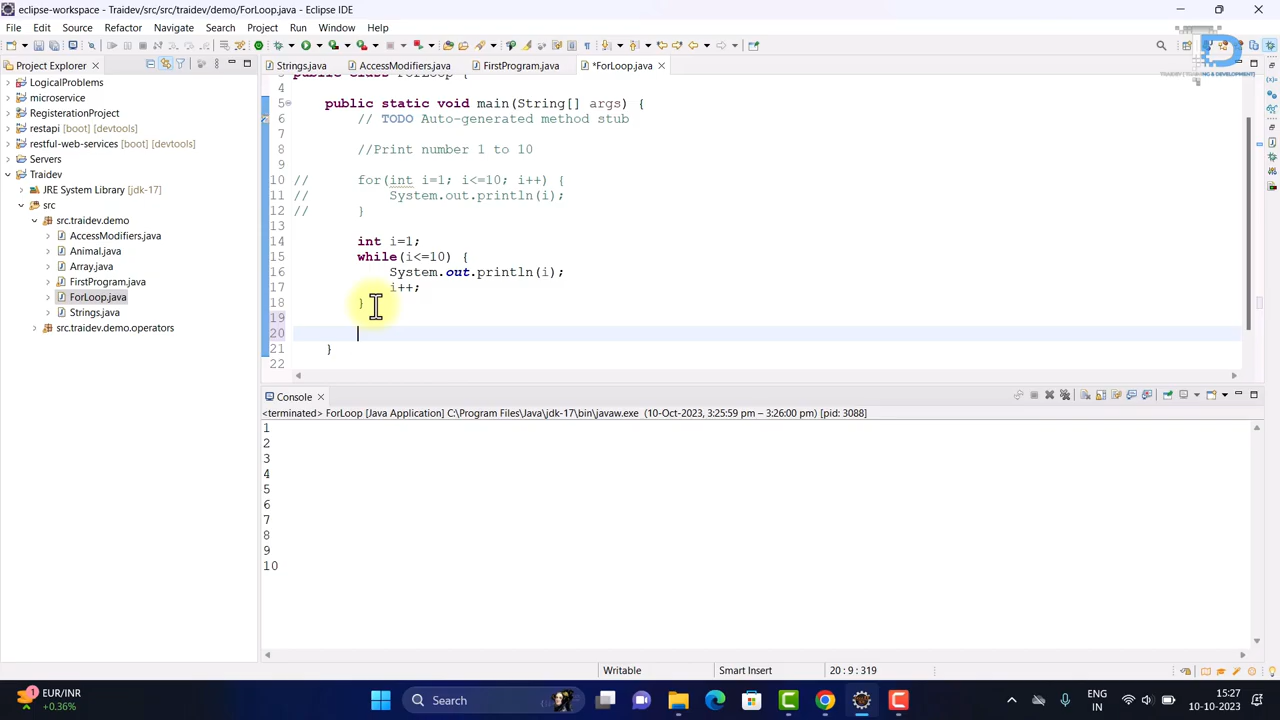 eclipse-workspace - Traidev/src/src/traidev/demo/ForLoop.java - Eclipse IDE
File Edit Source Refactor Navigate Search Project Run Window Help
Project Explorer
LogicalProblems
microservice
RegisterationProject
restapi [boot] [devtools]
restful-web-services [boot] [devtools]
Servers
Traidev
JRE System Library [jdk-17]
src
src.traidev.demo
AccessModifiers.java
Animal.java
Array.java
FirstProgram.java
ForLoop.java
Strings.java
src.traidev.demo.operators
Strings.java AccessModifiers.java FirstProgram.java *ForLoop.java
public class ForLoop {
4
5 public static void main(String[] args) {
6 // TODO Auto-generated method stub
7
8 //Print number 1 to 10
9
10 // for(int i=1; i<=10; i++) {
11 // System.out.println(i);
12 // }
13
14 int i=1;
15 while(i<=10) {
16 System.out.println(i);
17 i++;
18 }
19
20
21 }
22
Console
<terminated> ForLoop [Java Application] C:\Program Files\Java\jdk-17\bin\javaw.exe (10-Oct-2023, 3:25:59 pm – 3:26:00 pm) [pid: 3088]
1
2
3
4
5
6
7
8
9
10
Writable Smart Insert 20 : 9 : 319
EUR/INR
+0.36%
Search
ENG
IN
15:27
10-10-2023